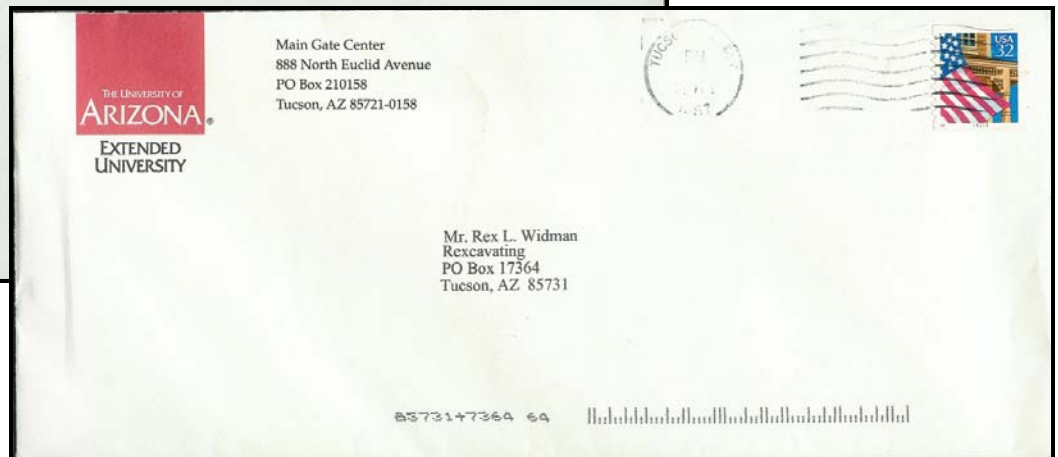 THE UNIVERSITY OF
ARIZONA®
EXTENDED
UNIVERSITY
Main Gate Center
888 North Euclid Avenue
PO Box 210158
Tucson, AZ 85721-0158
PM
USA
32
Mr. Rex L. Widman
Rexcavating
PO Box 17364
Tucson, AZ 85731
85731+7364 64